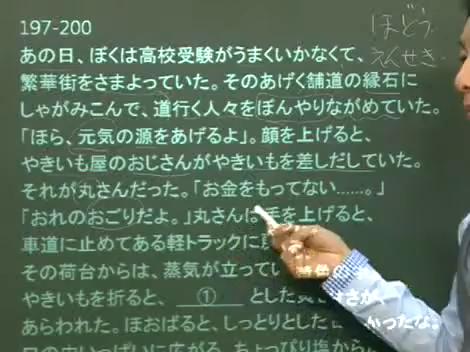 ほどう
えんせき
197-200
あの日、ぼくは高校受験がうまくいかなくて、
繁華街をさまよっていた。そのあげく舗道の縁石に
しゃがみこんで、道行く人々をぼんやりながめていた。
「ほら、元気の源をあげるよ」。顔を上げると、
やきいも屋のおじさんがやきいもを差しだしていた。
それが丸さんだった。「お金をもってない……。」
「おれのおごりだよ。」丸さんは手を上げると、
車道に止めてある軽トラックに
その荷台からは、蒸気が立ってい
やきいもを折ると、 ① とした
あらわれた。ほおばると、しっとりとした